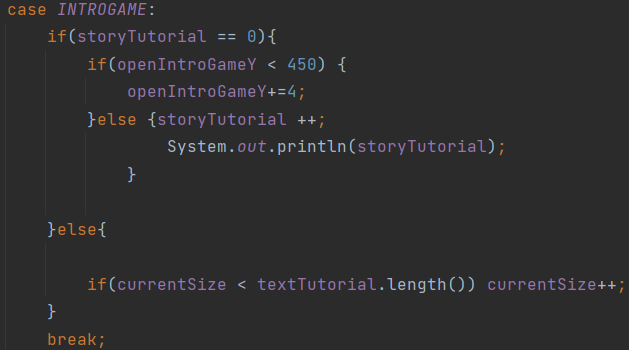 case INTROGAME:
if(storyTutorial == 0){
if(openIntroGameY < 450) {
openIntroGameY+=4;
}else {storyTutorial ++;
System.out.println(storyTutorial);
}
}else{
if(currentSize < textTutorial.length()) currentSize++;
}
break;